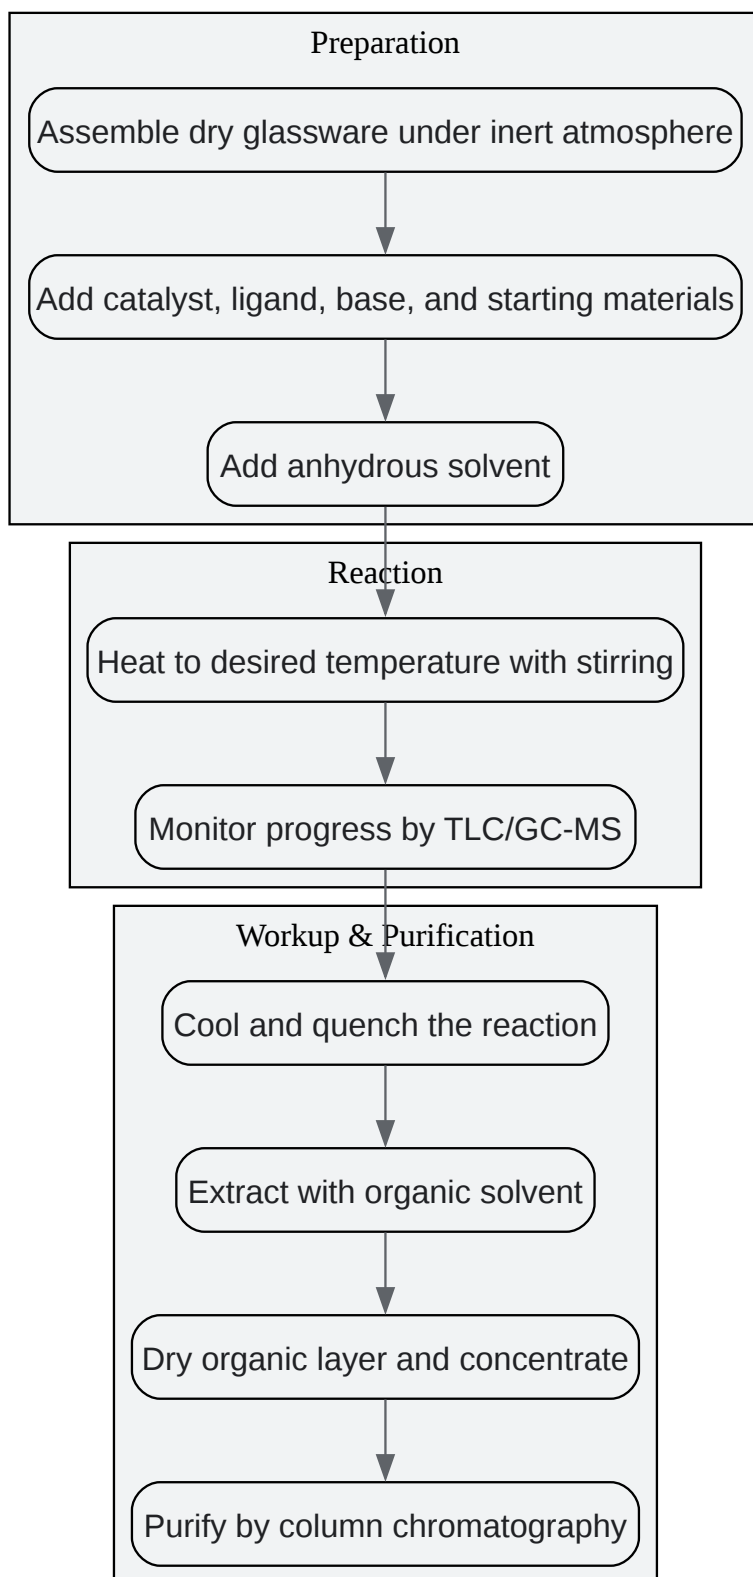 Preparation
Assemble dry glassware under inert atmosphere
Add catalyst, ligand, base, and starting materials
Add anhydrous solvent
Reaction
Heat to desired temperature with stirring
Monitor progress by TLC/GC-MS
Workup & Purification
Cool and quench the reaction
Extract with organic solvent
Dry organic layer and concentrate
Purify by column chromatography